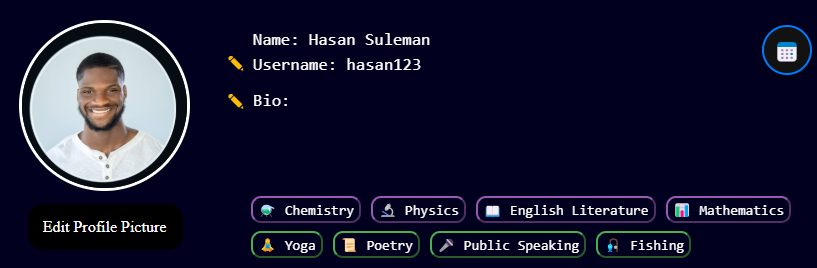 Name: Hasan Suleman
Username: hasan123
Bio:
Edit Profile Picture
Chemistry Physics English Literature Mathematics
Yoga Poetry Public Speaking Fishing